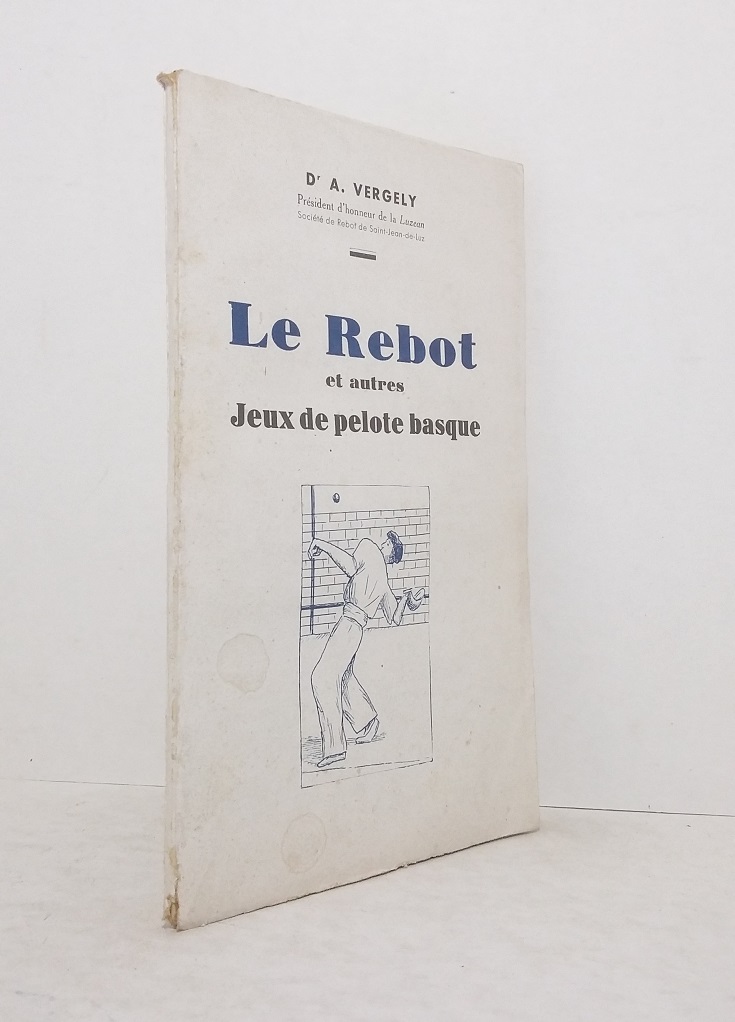 Dʳ A. VERGELY
Président d'honneur de la Luzean
Société de Rebot de Saint-Jean-de-Luz
Le Rebot
et autres
Jeux de pelote basque